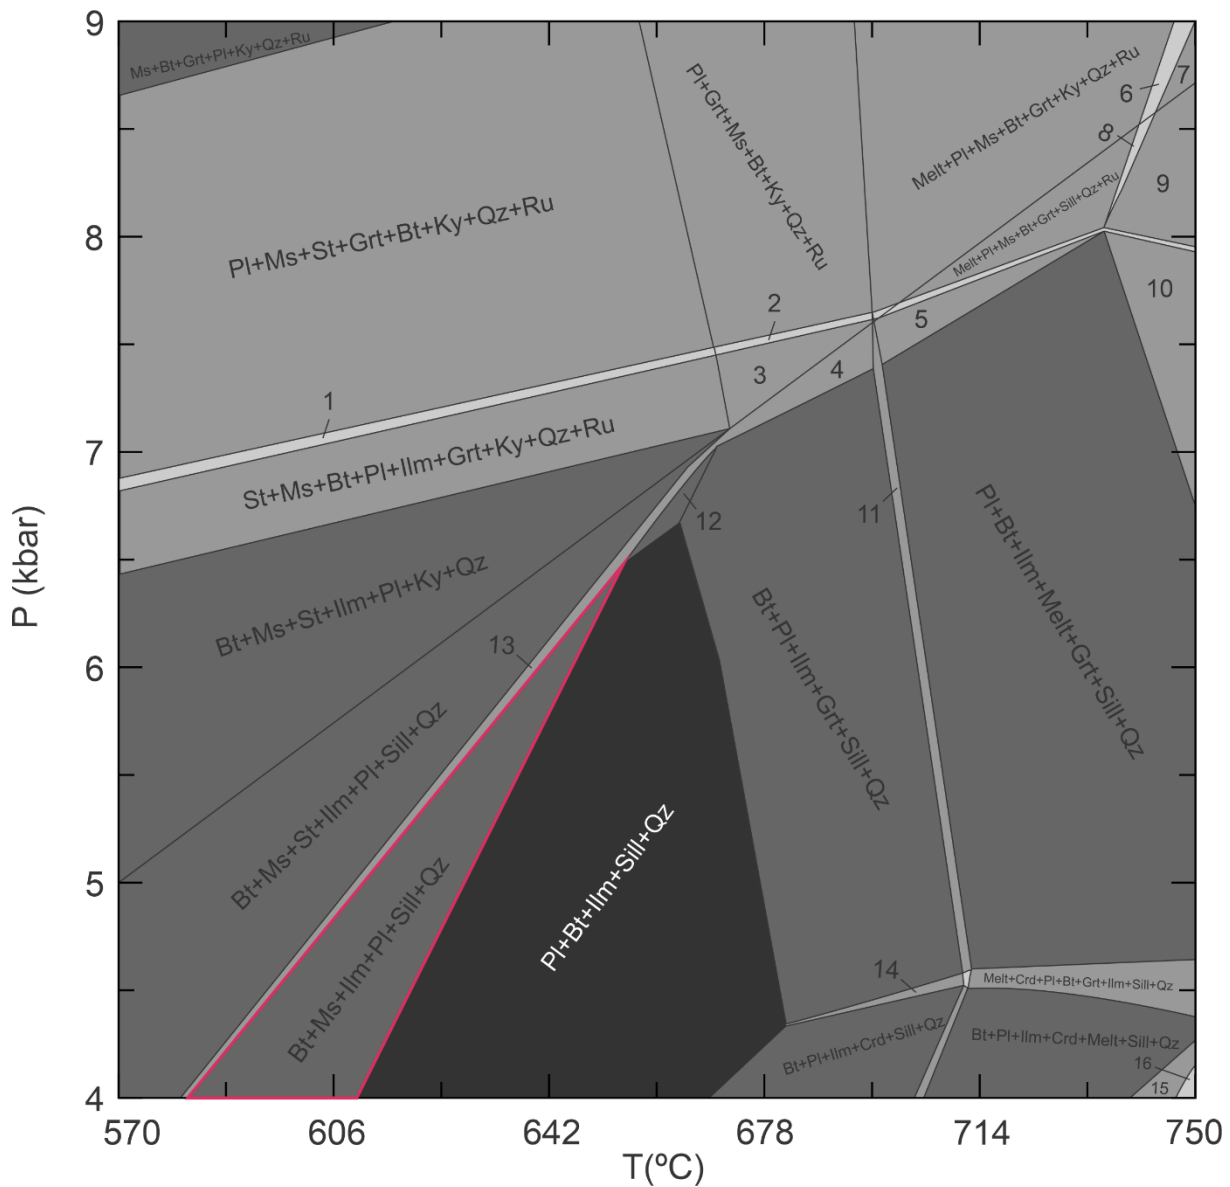 9
Ms+Bt+Grt+Pl+Ky+Qz+Ru
Pl+Grt+Ms+Bt+Ky+Qz+Ru
Melt+Pl+Ms+Bt+Grt+Ky+Qz+Ru
6
7
8
9
Pl+Ms+St+Grt+Bt+Ky+Qz+Ru
Melt+Pl+Ms+Bt+Grt+Sill+Qz+Ru
8
10
2
5
3
4
1
St+Ms+Bt+Pl+Ilm+Grt+Ky+Qz+Ru
7
12
11
Pl+Bt+Ilm+Melt+Grt+Sill+Qz
Bt+Ms+St+Ilm+Pl+Ky+Qz
Bt+Pl+Ilm+Grt+Sill+Qz
13
6
P (kbar)
Bt+Ms+St+Ilm+Pl+Sill+Qz
Pl+Bt+Ilm+Sill+Qz
5
Bt+Ms+Ilm+Pl+Sill+Qz
14
Melt+Crd+Pl+Bt+Grt+Ilm+Sill+Qz
Bt+Pl+Ilm+Crd+Sill+Qz
Bt+Pl+Ilm+Crd+Melt+Sill+Qz
16
15
4
570
606
642
678
714
750
T(ºC)